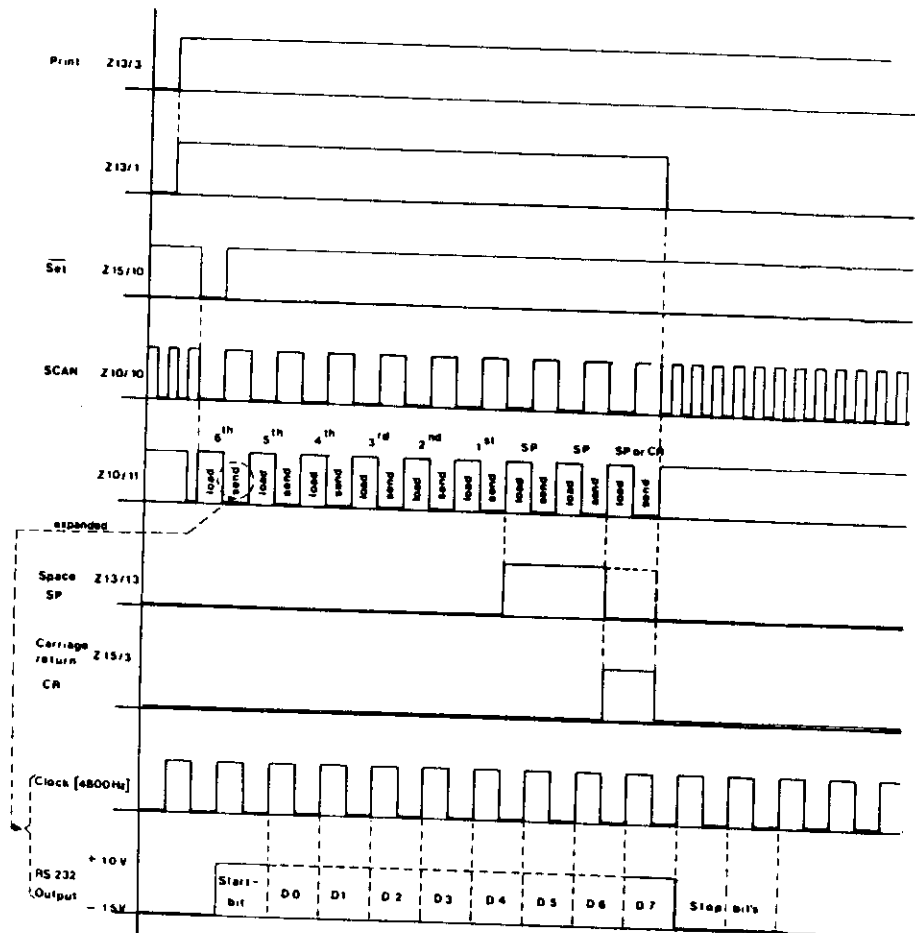 Print Z13/3
Z13/1
Set Z15/10
SCAN Z10/10
6th 5th 4th 3rd 2nd 1st SP SP SP or CR
Z10/11 load send load send load send load send load send load send load send load send load send
expanded
Space Z13/13
SP
Carriage
return Z15/3
CR
Clock [4800Hz]
+ 10V
RS 232
Output
Start-
bit D0 D1 D2 D3 D4 D5 D6 D7 Stop bit's
- 15V